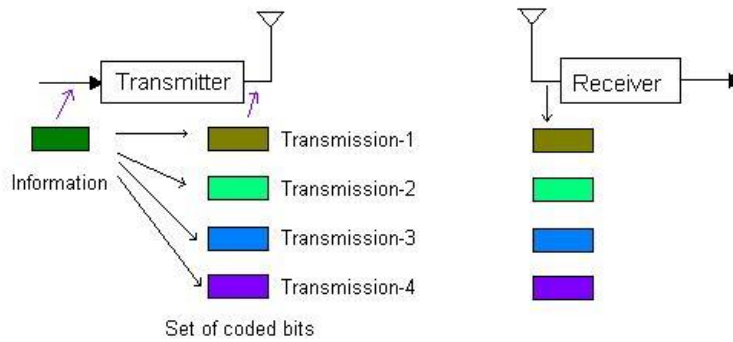 Transmitter
Receiver
Transmission-1
Information
Transmission-2
Transmission-3
Transmission-4
Set of coded bits